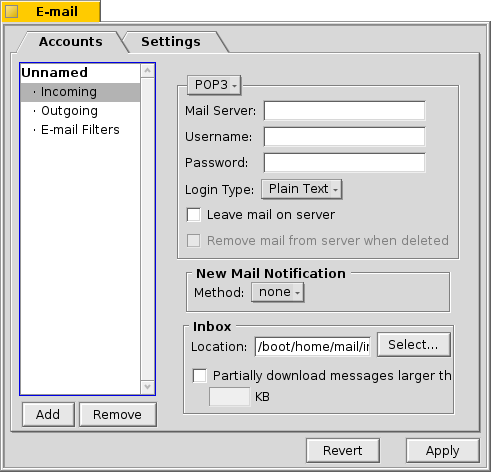 E-mail
Accounts
Settings
Unnamed
· Incoming
· Outgoing
· E-mail Filters
Add
Remove
POP3
Mail Server:
Username:
Password:
Login Type: Plain Text
Leave mail on server
Remove mail from server when deleted
New Mail Notification
Method: none
Inbox
Location: /boot/home/mail/in Select...
Partially download messages larger th
KB
Revert
Apply